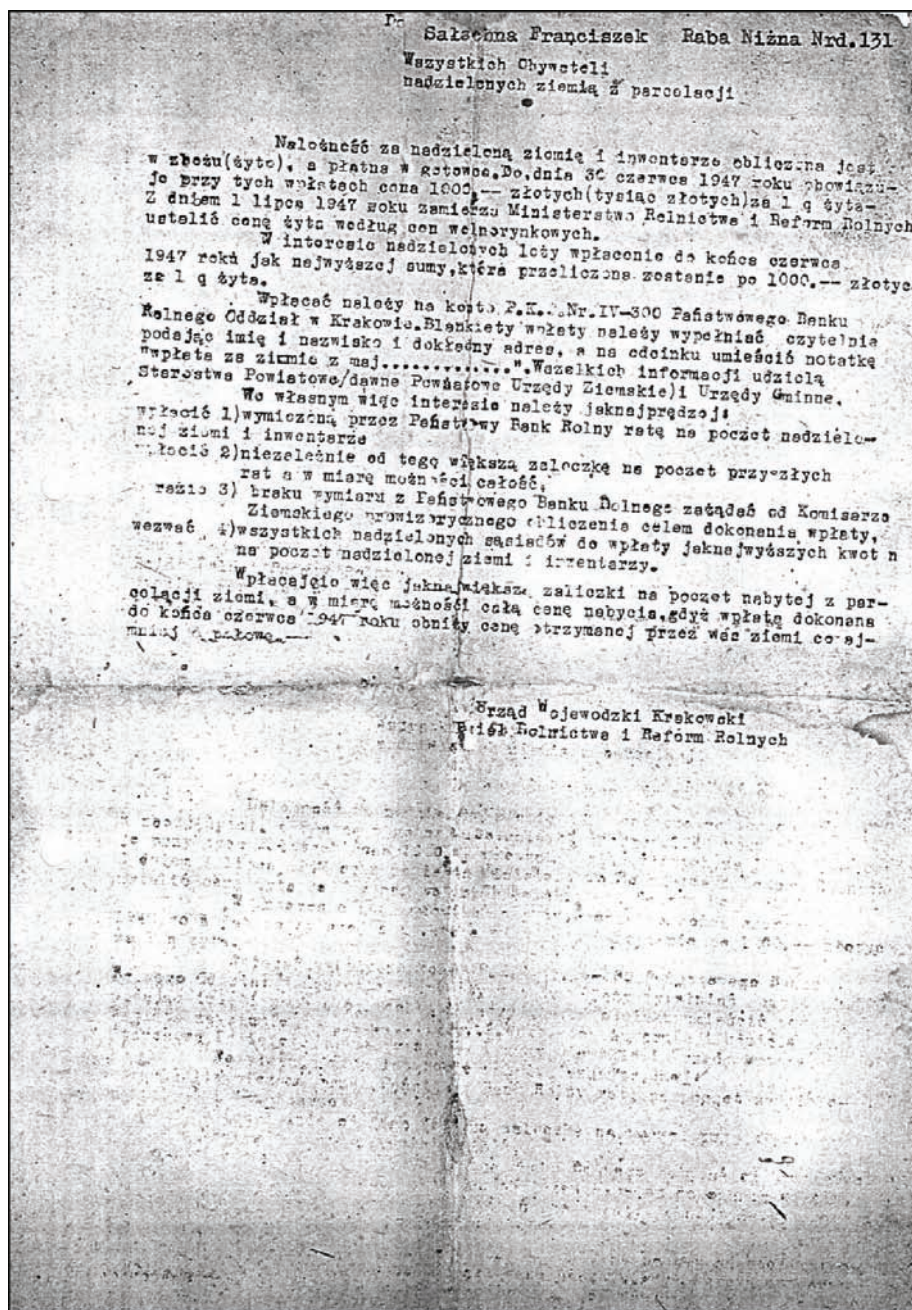 Do
Sałachna Franciszek Raba Niżna Nrd.131
Wszystkich Obywateli
nadzielonych ziemią z parcelacji
Należność za nadzieloną ziemię i inwentarze obliczona jest
w zbożu(żyto), a płatna w gotówce.Do,dnia 30 czerwca 1947 roku obowiązu-
je przy tych wpłatach cena 1000,-- złotych(tysiąc złotych)za 1 q żyta-
Z dniem 1 lipca 1947 roku zamierza Ministerstwo Rolnictwa i Reform Rolnych
ustalić cenę żyta według cen wolnorynkowych.
W interesie nadzielonych leży wpłacenie do końca czerwca
1947 roku jak najwyższej sumy,która przeliczona zostanie po 1000.-- złotyc
za 1 q żyta.
Wpłacać należy na konto P.K.. Nr.IV-300 Państwowego Banku
Rolnego Oddział w Krakowie.Blankiety wpłaty należy wypełniać czytelnie
podając imię i nazwisko i dokładny adres, a na odcinku umieścić notatkę
"wpłata za ziemię z maj.............".Wszelkich informacji udzielą
Starostwa Powiatowe/dawne Powiatowe Urzędy Ziemskie)i Urzędy Gminne.
We własnym więc interesie należy jaknajprędzej:
wpłacić 1)wymierzoną przez Państwowy Bank Rolny ratę na poczet nadzielo-
nej ziemi i inwentarza
wpłacić 2)niezależnie od tego większą zaliczkę na poczet przyszłych
rat a w miarę możności całość,
razie 3) braku wymiaru z Państwowego Banku Rolnego zażądać od Komisarza
Ziemskiego prowizorycznego obliczenia celem dokonania wpłaty,
wezwać 4)wszystkich nadzielonych sąsiadów do wpłaty jaknajwyższych kwot n
na poczet nadzielonej ziemi i inwentarzy.
Wpłacajcie więc jaknajwiększe zaliczki na poczet nabytej z par-
celacji ziemi, a w miarę możności całą cenę nabycia,gdyż wpłata dokonana
do końca czerwca 1947 roku obniży cenę otrzymanej przez was ziemi conaj-
mniej o połowę.--
Urząd Wojewodzki Krakowski
Dział Rolnictwa i Reform Rolnych